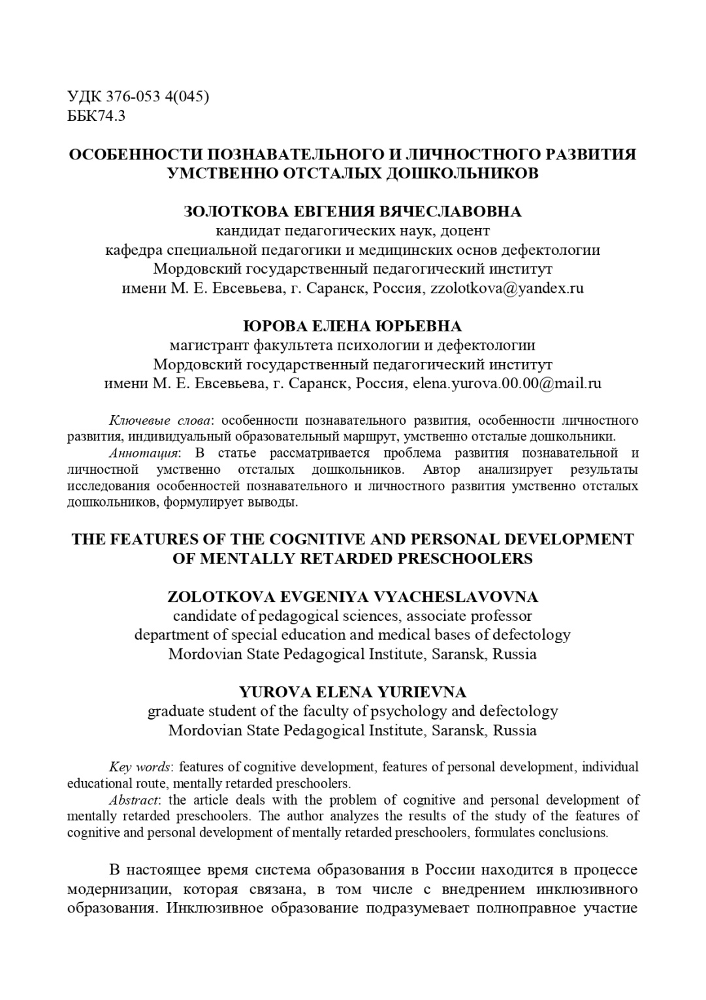 УДК 376-053 4(045)
ББК74.3
ОСОБЕННОСТИ ПОЗНАВАТЕЛЬНОГО И ЛИЧНОСТНОГО РАЗВИТИЯ
УМСТВЕННО ОТСТАЛЫХ ДОШКОЛЬНИКОВ
ЗОЛОТКОВА ЕВГЕНИЯ ВЯЧЕСЛАВОВНА
кандидат педагогических наук, доцент
кафедра специальной педагогики и медицинских основ дефектологии
Мордовский государственный педагогический институт
имени М. Е. Евсевьева, г. Саранск, Россия, zzolotkova@yandex.ru
ЮРОВА ЕЛЕНА ЮРЬЕВНА
магистрант факультета психологии и дефектологии
Мордовский государственный педагогический институт
имени М. Е. Евсевьева, г. Саранск, Россия, elena.yurova.00.00@mail.ru
Ключевые слова: особенности познавательного развития, особенности личностного
развития, индивидуальный образовательный маршрут, умственно отсталые дошкольники.
Аннотация: В статье рассматривается проблема развития познавательной и
личностной умственно отсталых дошкольников. Автор анализирует результаты
исследования особенностей познавательного и личностного развития умственно отсталых
дошкольников, формулирует выводы.
THE FEATURES OF THE COGNITIVE AND PERSONAL DEVELOPMENT
OF MENTALLY RETARDED PRESCHOOLERS
ZOLOTKOVA EVGENIYA VYACHESLAVOVNA
candidate of pedagogical sciences, associate professor
department of special education and medical bases of defectology
Mordovian State Pedagogical Institute, Saransk, Russia
YUROVA ELENA YURIEVNA
graduate student of the faculty of psychology and defectology
Mordovian State Pedagogical Institute, Saransk, Russia
Key words: features of cognitive development, features of personal development, individual
educational route, mentally retarded preschoolers.
Abstract: the article deals with the problem of cognitive and personal development of
mentally retarded preschoolers. The author analyzes the results of the study of the features of
cognitive and personal development of mentally retarded preschoolers, formulates conclusions.
В настоящее время система образования в России находится в процессе
модернизации, которая связана, в том числе с внедрением инклюзивного
образования. Инклюзивное образование подразумевает полноправное участие